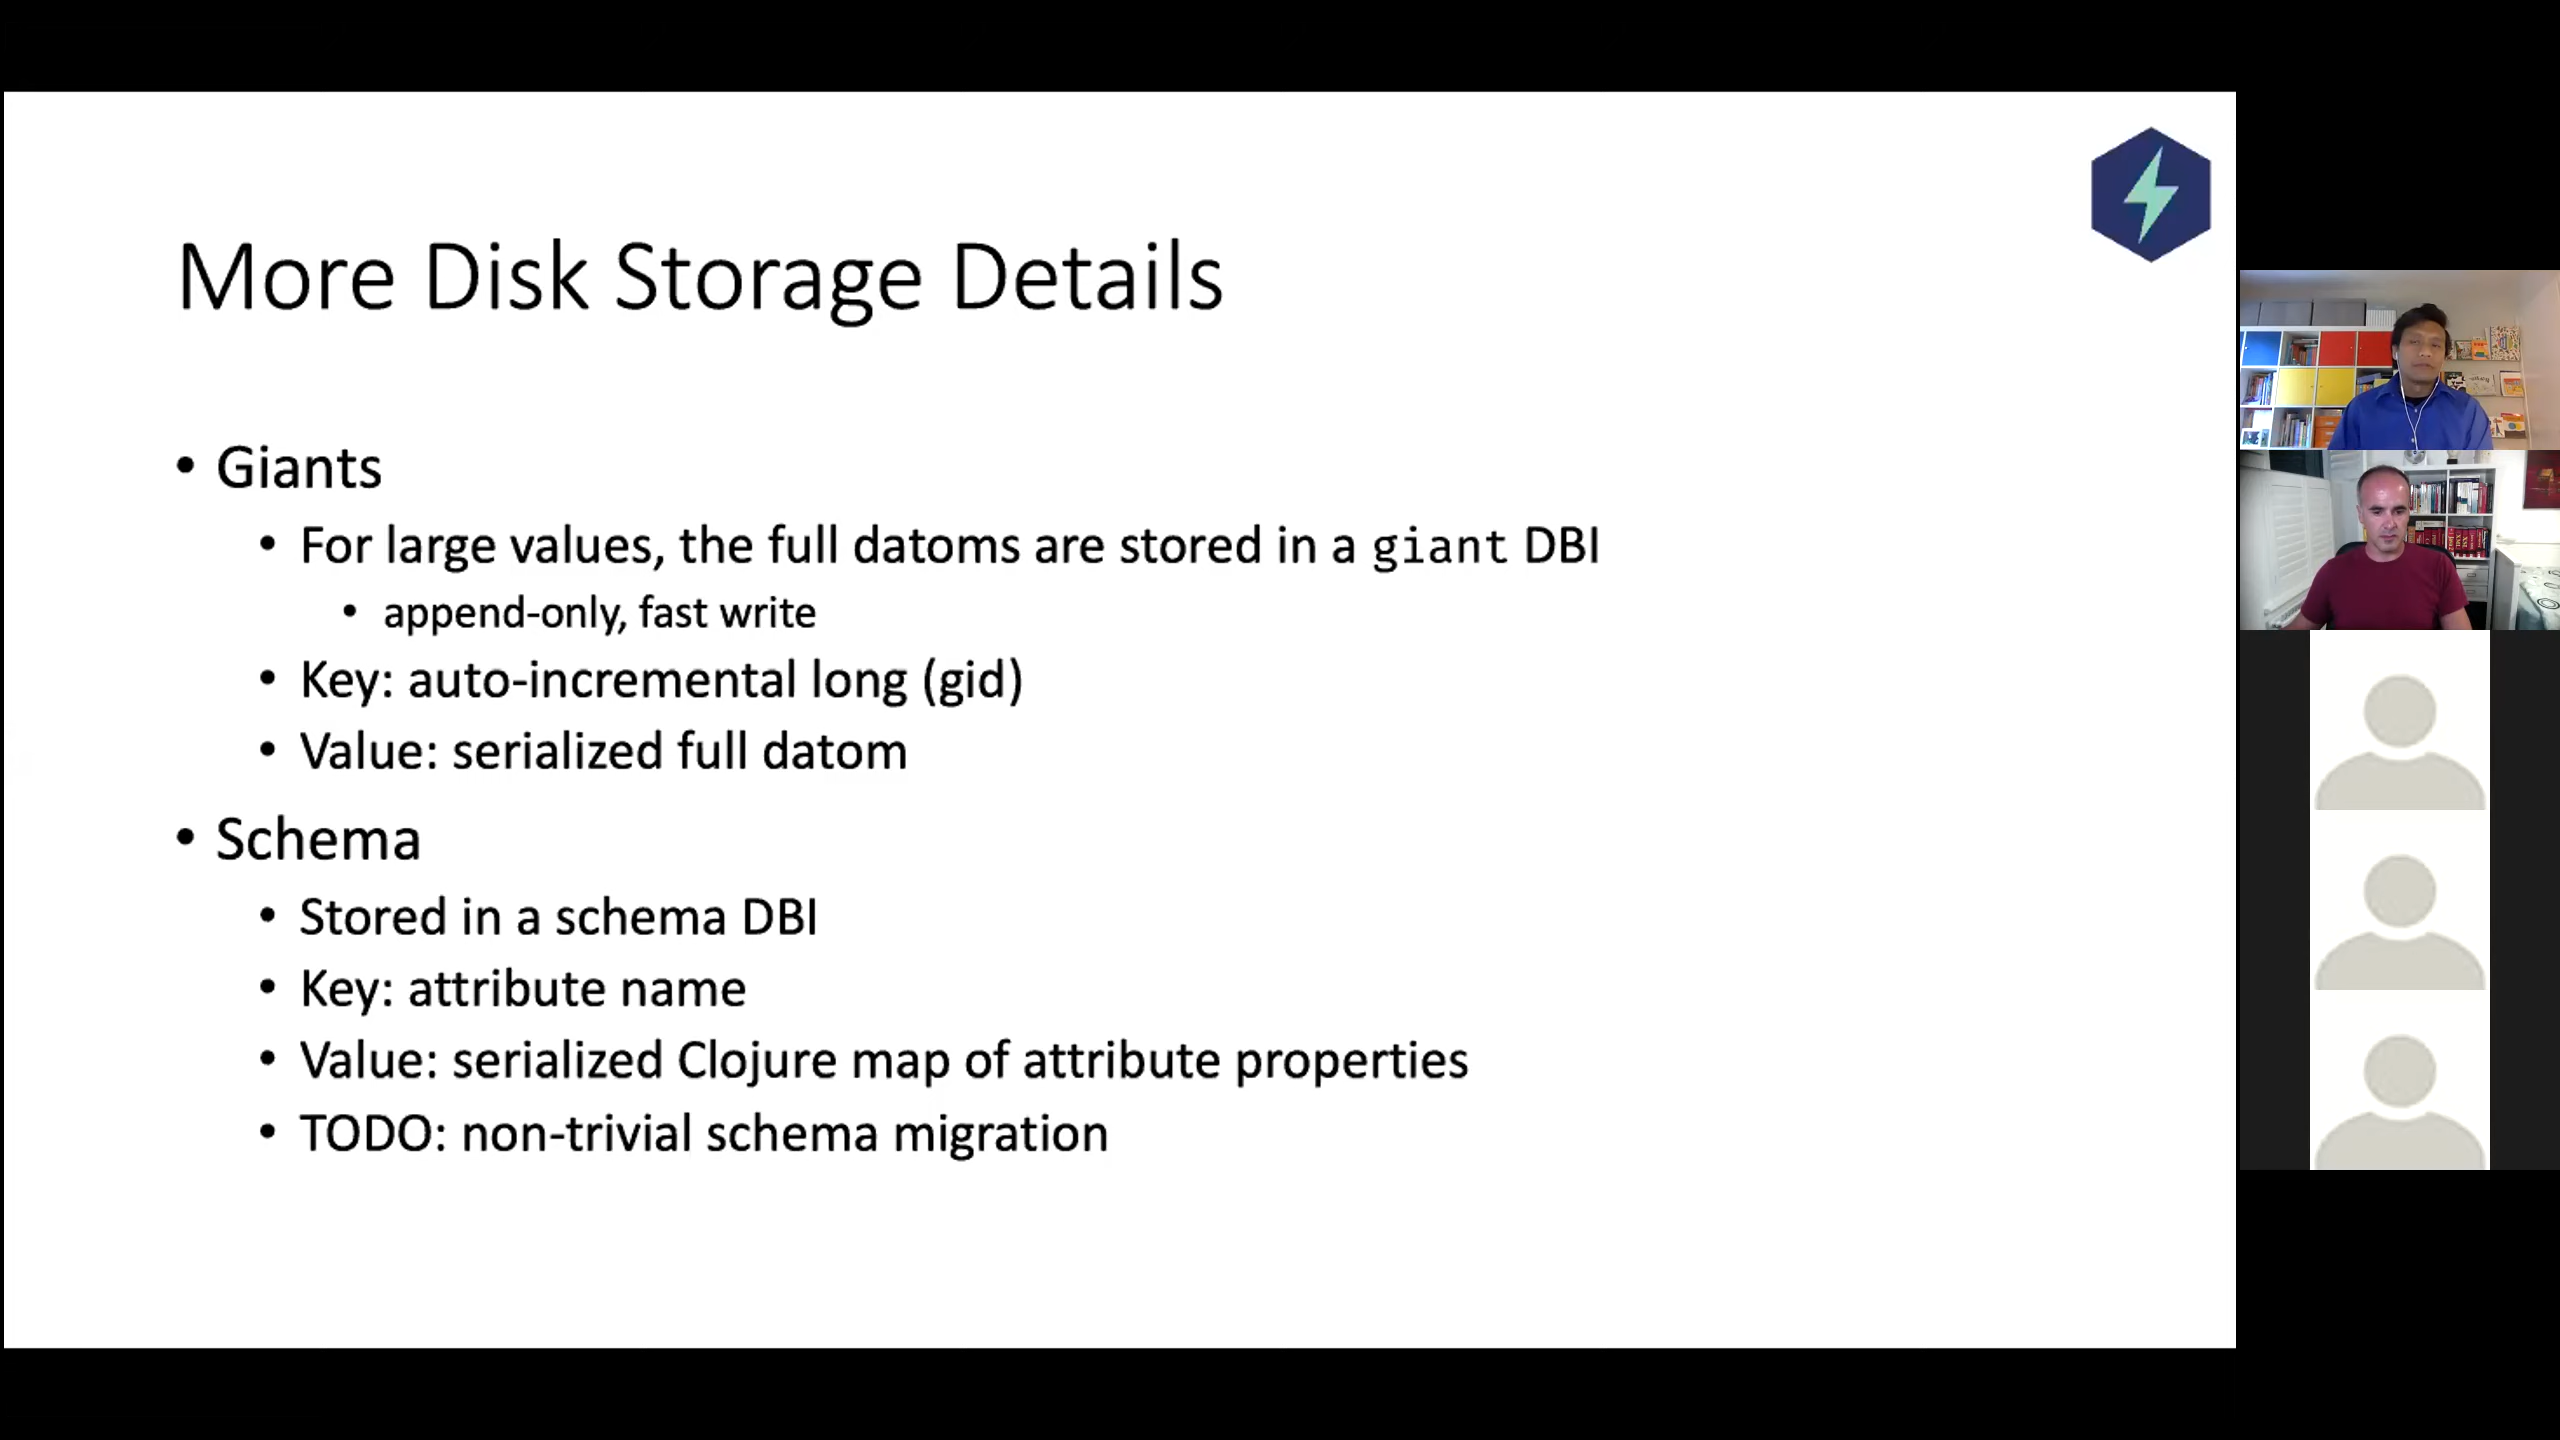 More Disk Storage Details
• Giants
• For large values, the full datoms are stored in a giant DBI
• append-only, fast write
• Key: auto-incremental long (gid)
• Value: serialized full datom
• Schema
• Stored in a schema DBI
• Key: attribute name
• Value: serialized Clojure map of attribute properties
• TODO: non-trivial schema migration